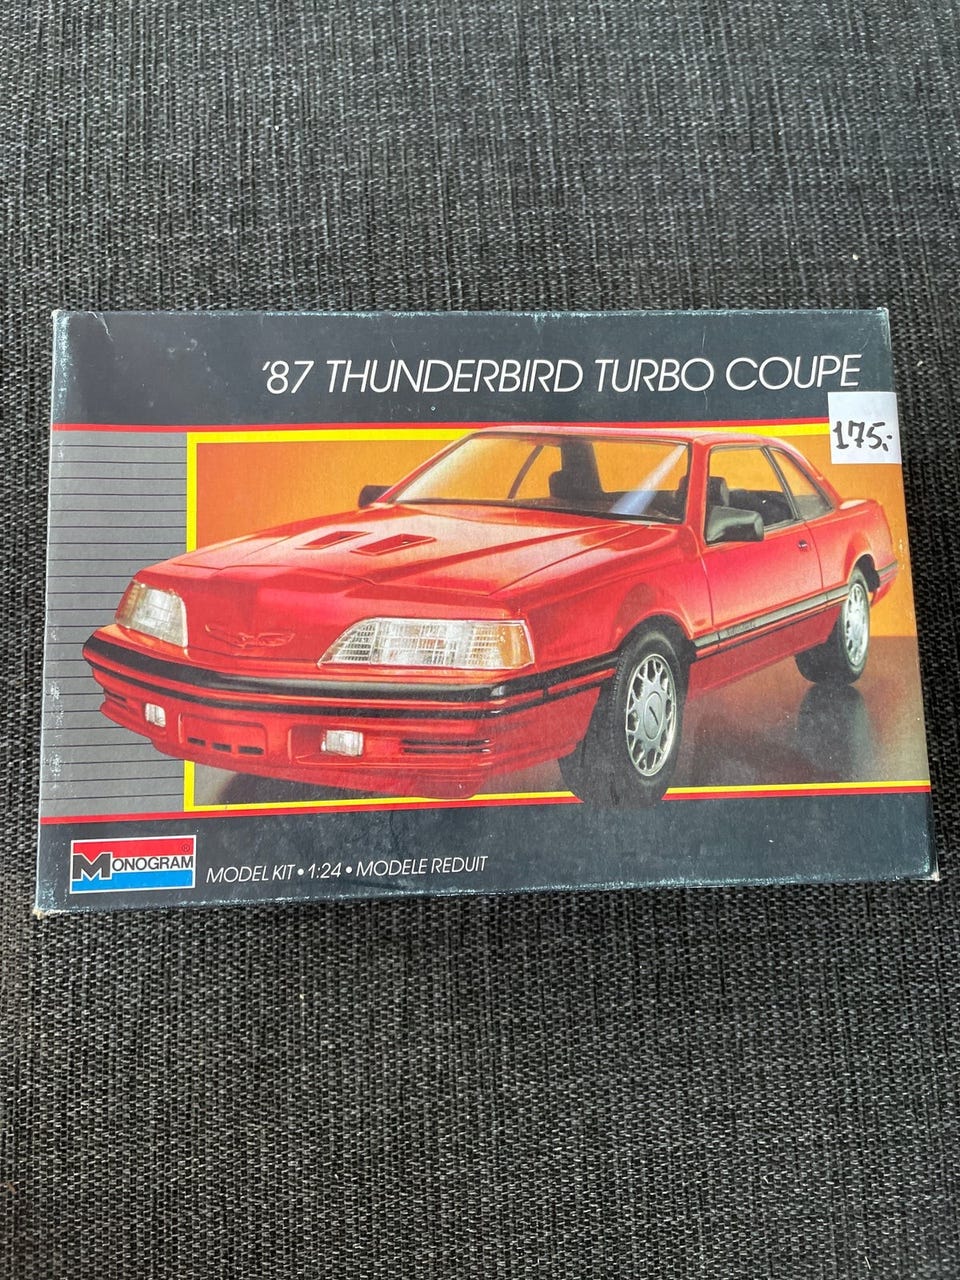 '87 THUNDERBIRD TURBO COUPE
175,-
MONOGRAM®
MODEL KIT • 1:24 • MODELE REDUIT